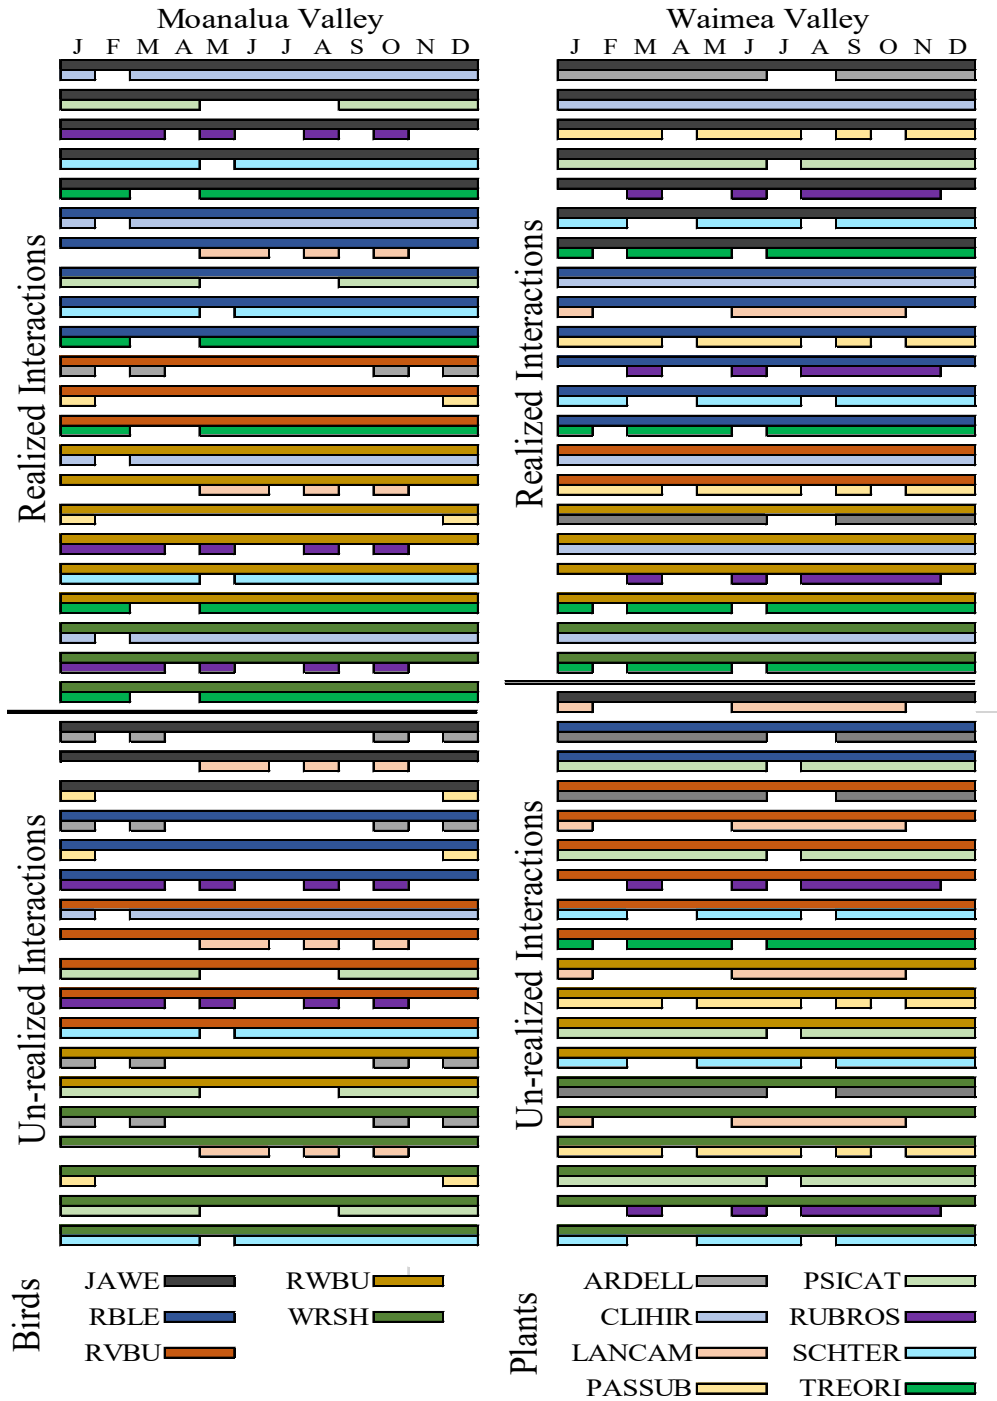 Moanalua Valley
Waimea Valley
J F M A M J J A S O N D
J F M A M J J A S O N D
Realized Interactions
Realized Interactions
Un-realized Interactions
Un-realized Interactions
Birds
JAWE
RWBU
RBLE
WRSH
RVBU
Plants
ARDELL
PSICAT
CLIHIR
RUBROS
LANCAM
SCHTER
PASSUB
TREORI